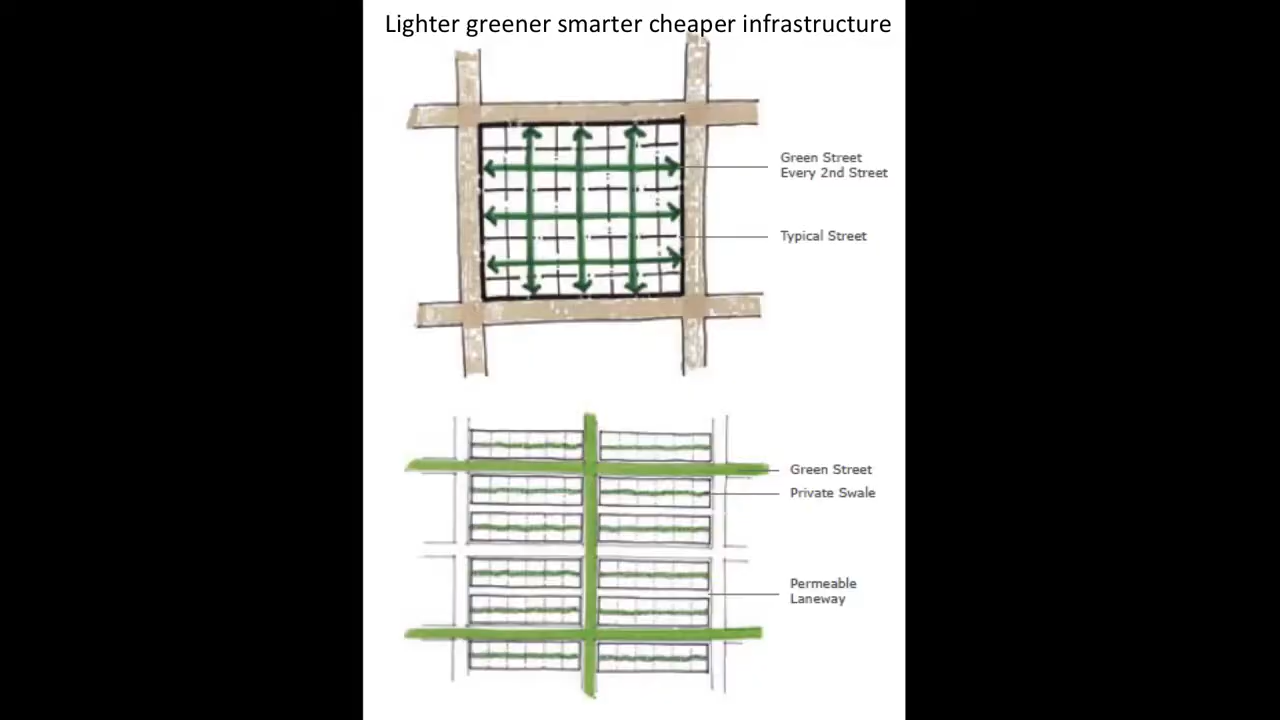 Lighter greener smarter cheaper infrastructure
Green Street
Every 2nd Street
Typical Street
Green Street
Private Swale
Permeable
Laneway